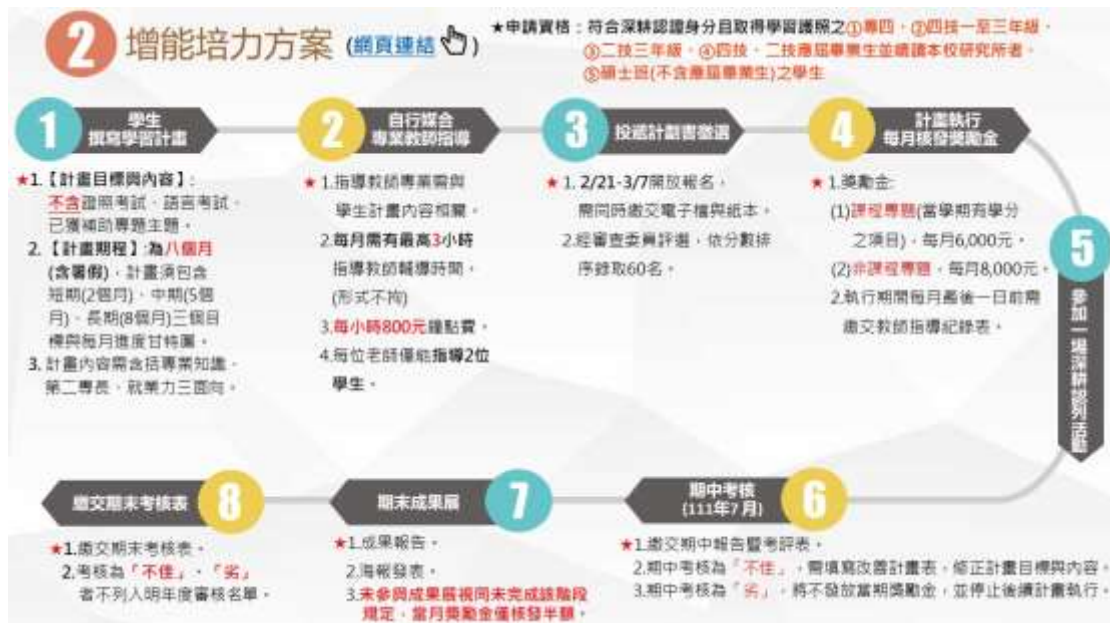 2 增能培力方案 (網頁連結)
★申請資格：符合深耕認證身分且取得學習護照之①專四、②四技一至三年級、
③二技三年級、④四技、二技應屆畢業生並續讀本校研究所者、
⑤碩士班(不含應屆畢業生)之學生
1
學生
撰寫學習計畫
★1.【計畫目標與內容】：
不含證照考試、語言考試、
已獲補助專題主題。
2.【計畫期程】：為八個月
(含暑假)，計畫須包含
短期(2個月)、中期(5個
月)、長期(8個月)三個目
標與每月進度甘特圖。
3.計畫內容需含括專業知識、
第二專長、就業力三面向。
2
自行媒合
專業教師指導
★1.指導教師專業需與
學生計畫內容相關。
2.每月需有最高3小時
指導教師輔導時間，
(形式不拘)
3.每小時800元鐘點費。
4.每位老師僅能指導2位
學生。
3
投遞計劃書徵選
★1. 2/21-3/7開放報名，
需同時繳交電子檔與紙本。
2.經審查委員評選，依分數排
序錄取60名。
4
計畫執行
每月核發獎勵金
★1.獎勵金:
(1)課程專題(當學期有學分
之項目)，每月6,000元。
(2)非課程專題，每月8,000元。
2.執行期間每月最後一日前需
繳交教師指導紀錄表。
5
參加一場深耕認列活動
6
期中考核
(111年7月)
★1.繳交期中報告暨考評表。
2.期中考核為「不佳」，需填寫改善計畫表，修正計畫目標與內容。
3.期中考核為「劣」，將不發放當期獎勵金，並停止後續計畫執行。
7
期末成果展
★1.成果報告。
2.海報發表。
3.未參與成果展視同未完成該階段
規定，當月獎勵金僅核發半額。
8
繳交期末考核表
★1.繳交期末考核表。
2.考核為「不佳」、「劣」
者不列入明年度審核名單。